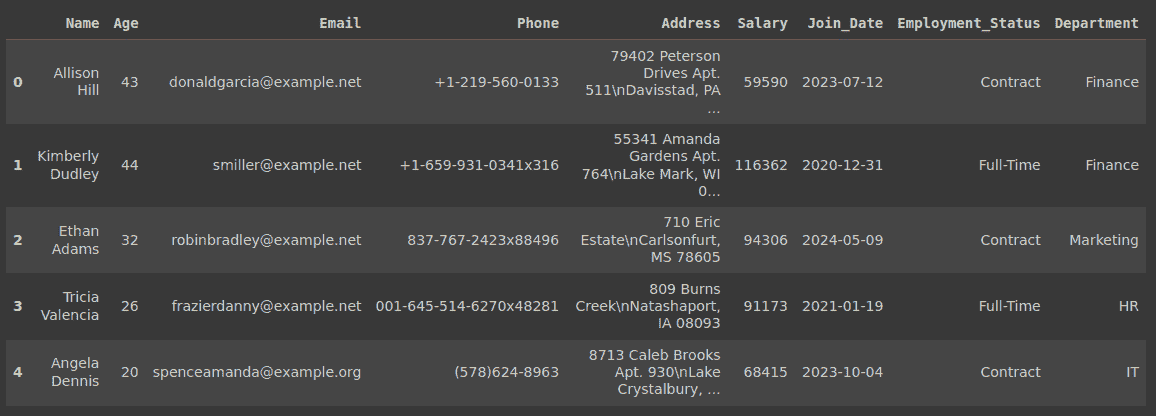 Name Age Email Phone Address Salary Join_Date Employment_Status Department
0 Allison Hill 43 donaldgarcia@example.net +1-219-560-0133 79402 Peterson Drives Apt. 511\nDavisstad, PA ... 59590 2023-07-12 Contract Finance
1 Kimberly Dudley 44 smiller@example.net +1-659-931-0341x316 55341 Amanda Gardens Apt. 764\nLake Mark, WI 0... 116362 2020-12-31 Full-Time Finance
2 Ethan Adams 32 robinbradley@example.net 837-767-2423x88496 710 Eric Estate\nCarlsonfurt, MS 78605 94306 2024-05-09 Contract Marketing
3 Tricia Valencia 26 frazierdanny@example.net 001-645-514-6270x48281 809 Burns Creek\nNatashaport, IA 08093 91173 2021-01-19 Full-Time HR
4 Angela Dennis 20 spenceamanda@example.org (578)624-8963 8713 Caleb Brooks Apt. 930\nLake Crystalbury, ... 68415 2023-10-04 Contract IT